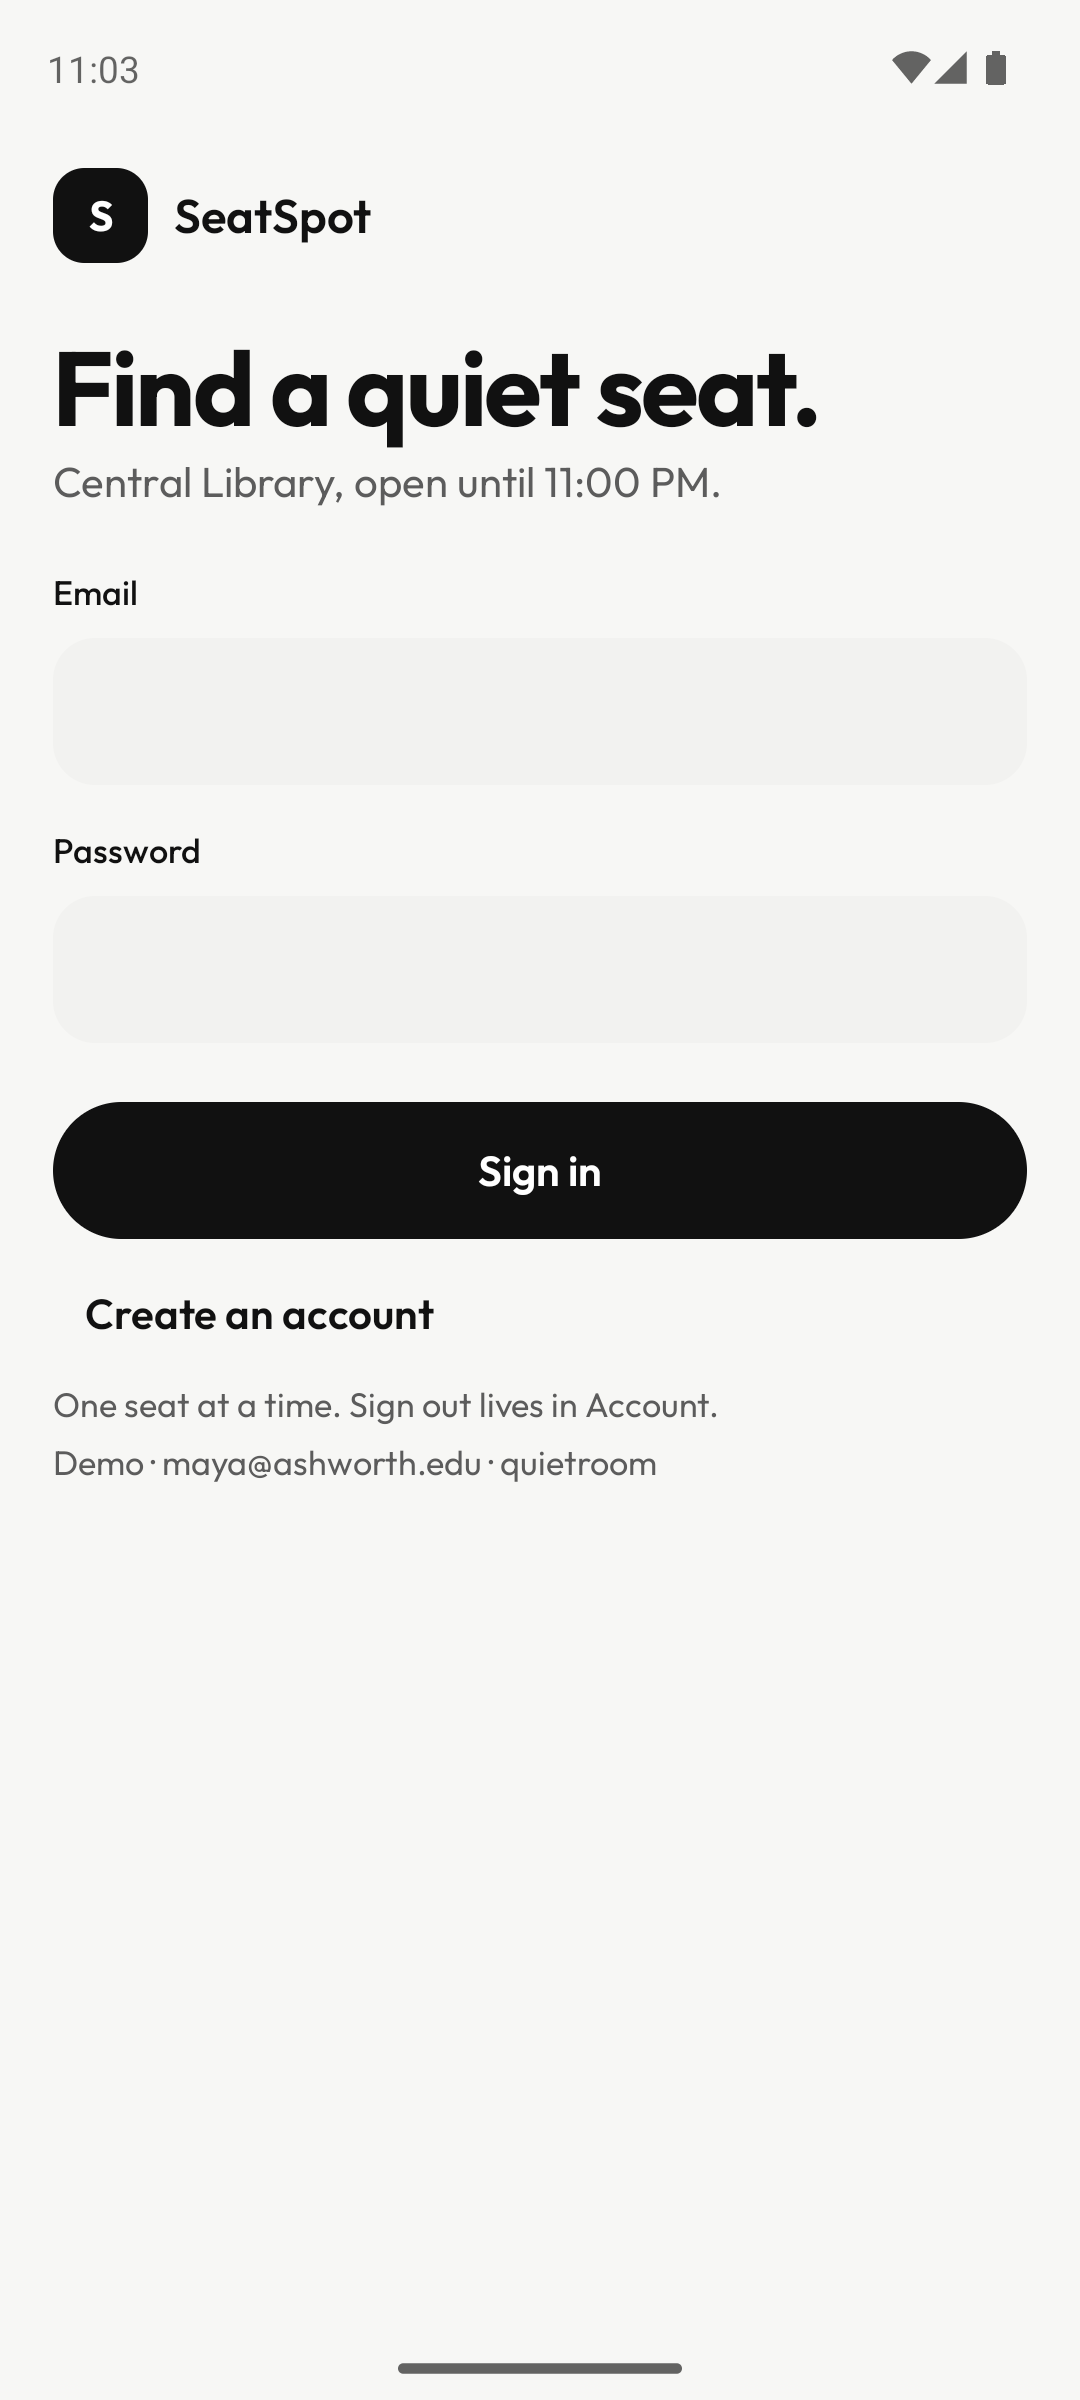 11:03
S
SeatSpot
Find a quiet seat.
Central Library, open until 11:00 PM.
Email
Password
Sign in
Create an account
One seat at a time. Sign out lives in Account.
Demo · maya@ashworth.edu · quietroom